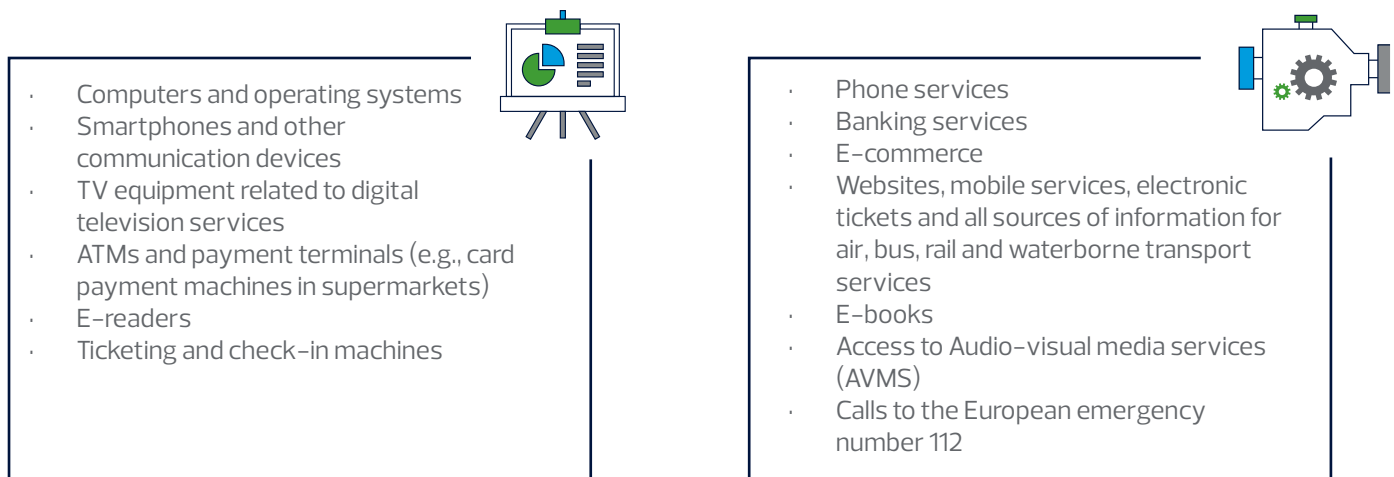 · Computers and operating systems
· Smartphones and other
communication devices
· TV equipment related to digital
television services
· ATMs and payment terminals (e.g., card
payment machines in supermarkets)
· E-readers
· Ticketing and check-in machines
· Phone services
· Banking services
· E-commerce
· Websites, mobile services, electronic
tickets and all sources of information for
air, bus, rail and waterborne transport
services
· E-books
· Access to Audio-visual media services
(AVMS)
· Calls to the European emergency
number 112